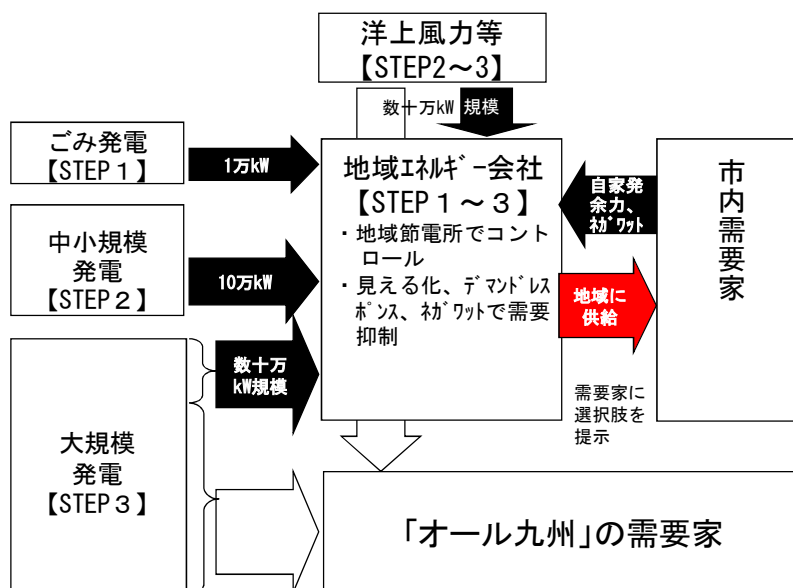 洋上風力等
【STEP2～3】
数十万kW 規模
ごみ発電
【STEP１】
1万kW
中小規模
発電
【STEP２】
10万kW
大規模
発電
【STEP３】
数十万
kW規模
地域ｴﾈﾙｷﾞｰ会社
【STEP１～３】
・地域節電所でコント
ロール
・見える化、ﾃﾞﾏﾝﾄﾞﾚｽ
ﾎﾟﾝｽ、ﾈｶﾞﾜｯﾄで需要
抑制
自家発
余力、
ﾈｶﾞﾜｯﾄ
地域に
供給
需要家に
選択肢を
提示
市内需要家
「オール九州」の需要家